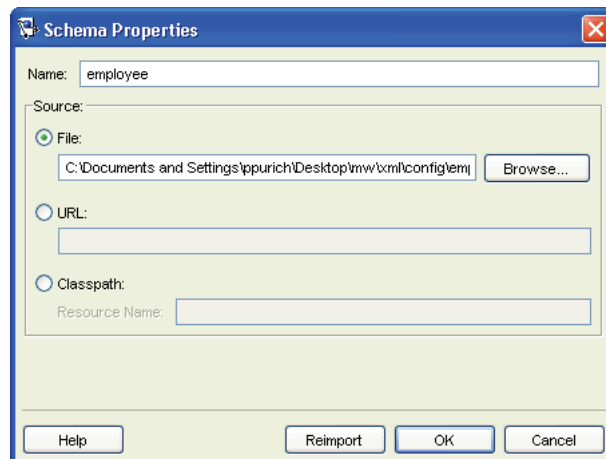 Schema Properties
Name: employee
Source:
File:
C:\Documents and Settings\ppurich\Desktop\mw\xml\config\em Browse...
URL:
Classpath:
Resource Name:
Help Reimport OK Cancel